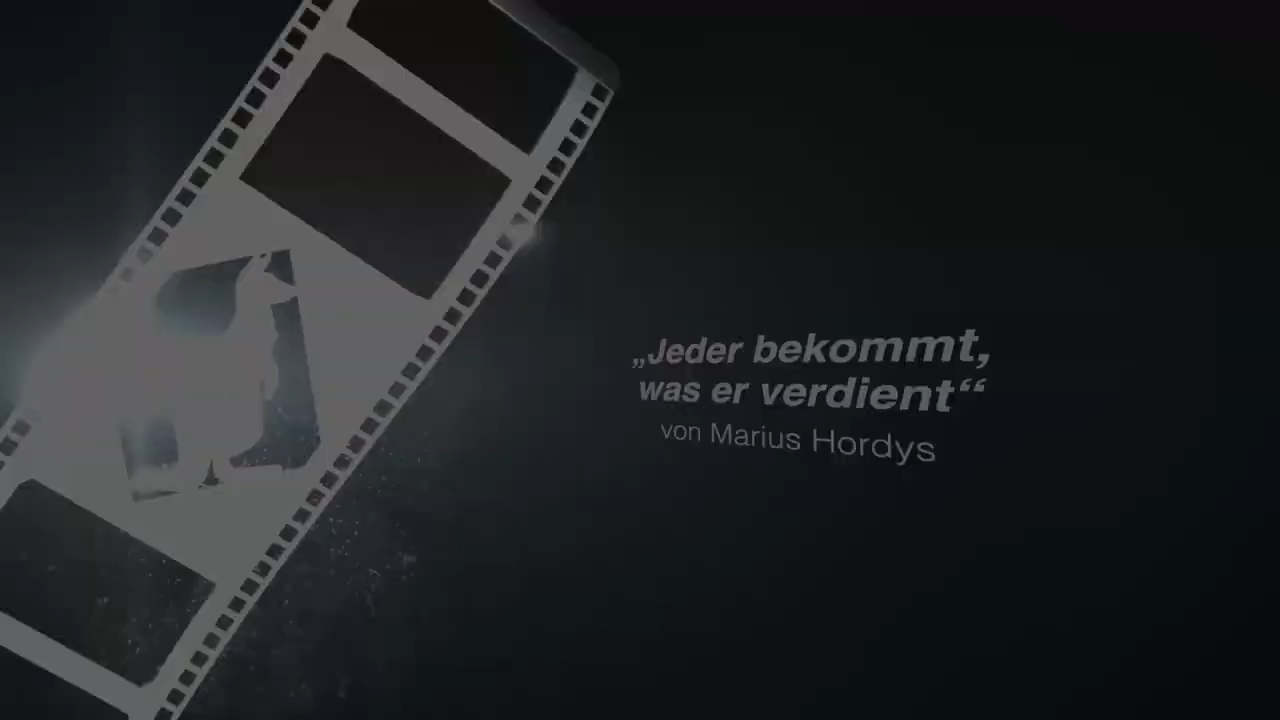 „Jeder bekommt,
was er verdient“
von Marius Hordys